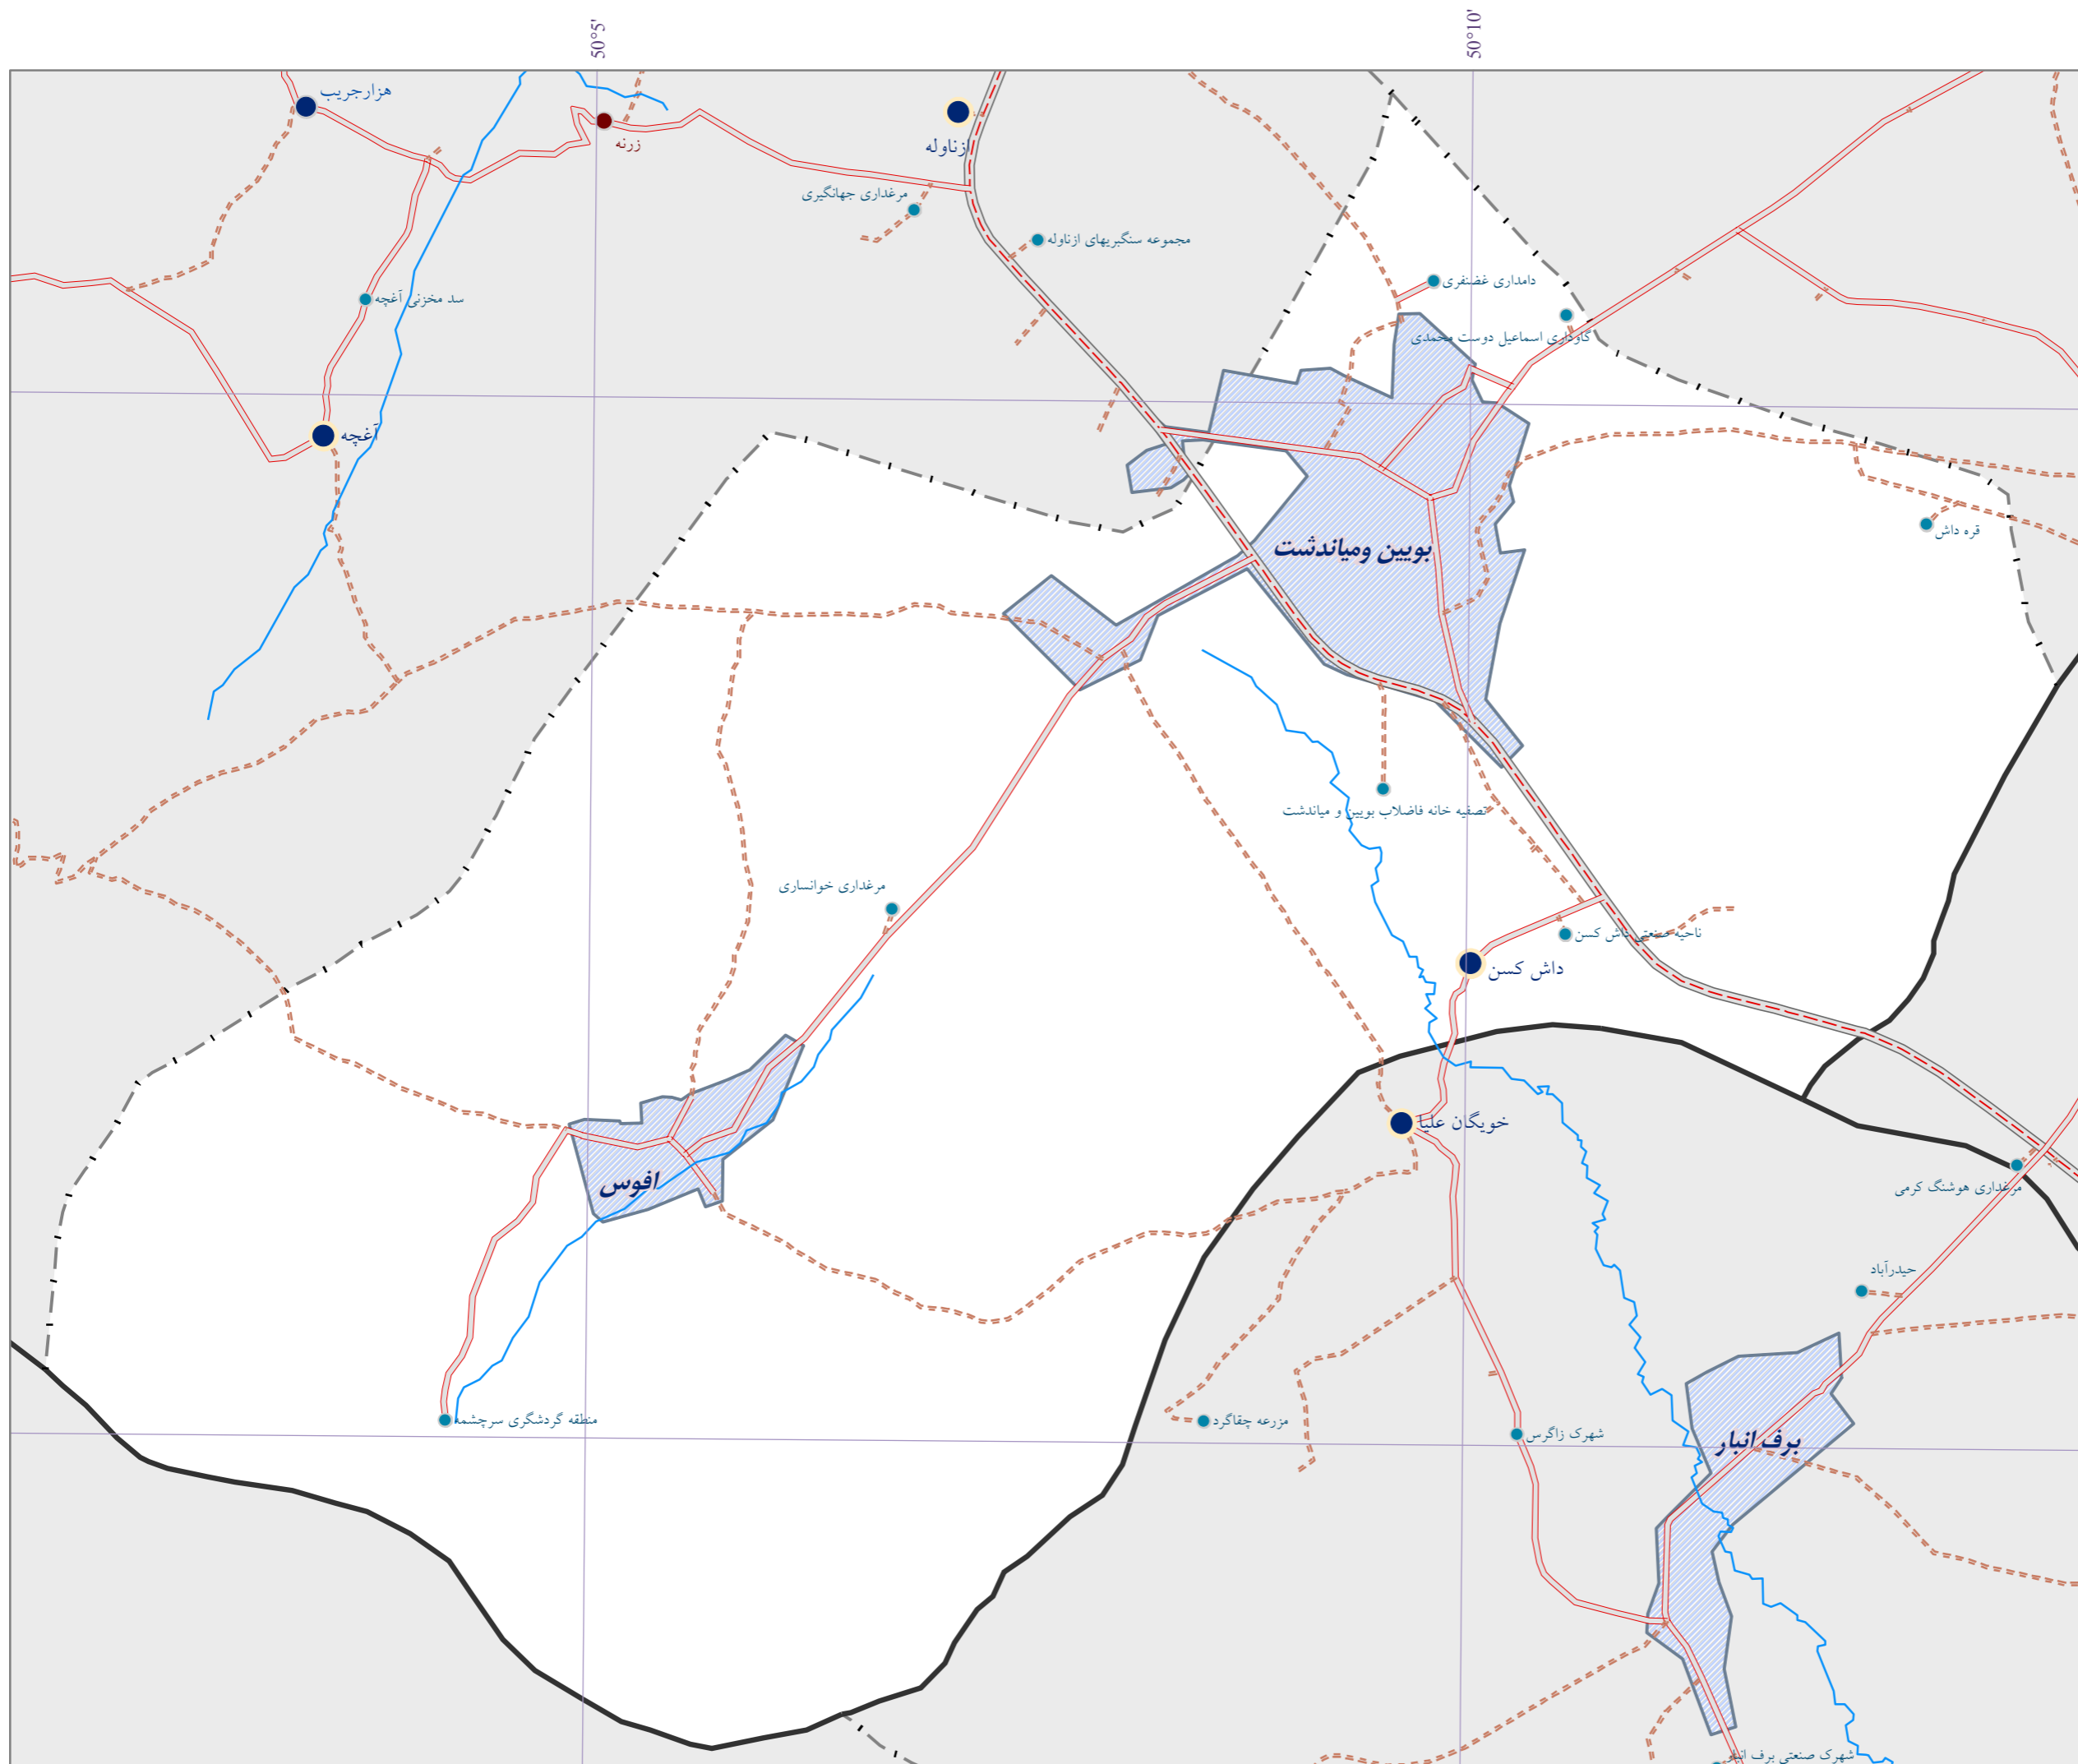 50°5'
50°10'
هزارجریب
زرنه
ازناوله
مرغداری جهانگیری
مجموعه سنگبریهای ازناوله
دامداری غضنفری
سد مخزنی آغچه
گاوداری اسماعیل دوست محمدی
آغچه
قره داش
بویین ومیاندشت
تصفیه خانه فاضلاب بویین و میاندشت
مرغداری خوانساری
ناحیه صنعتی داش کسن
داش کسن
خویگان علیا
افوس
مرغداری هوشنگ کرمی
حیدرآباد
منطقه گردشگری سرچشمه
مزرعه چقاگرد
شهرک زاگرس
برف انبار
شهرک صنعتی برف انبار